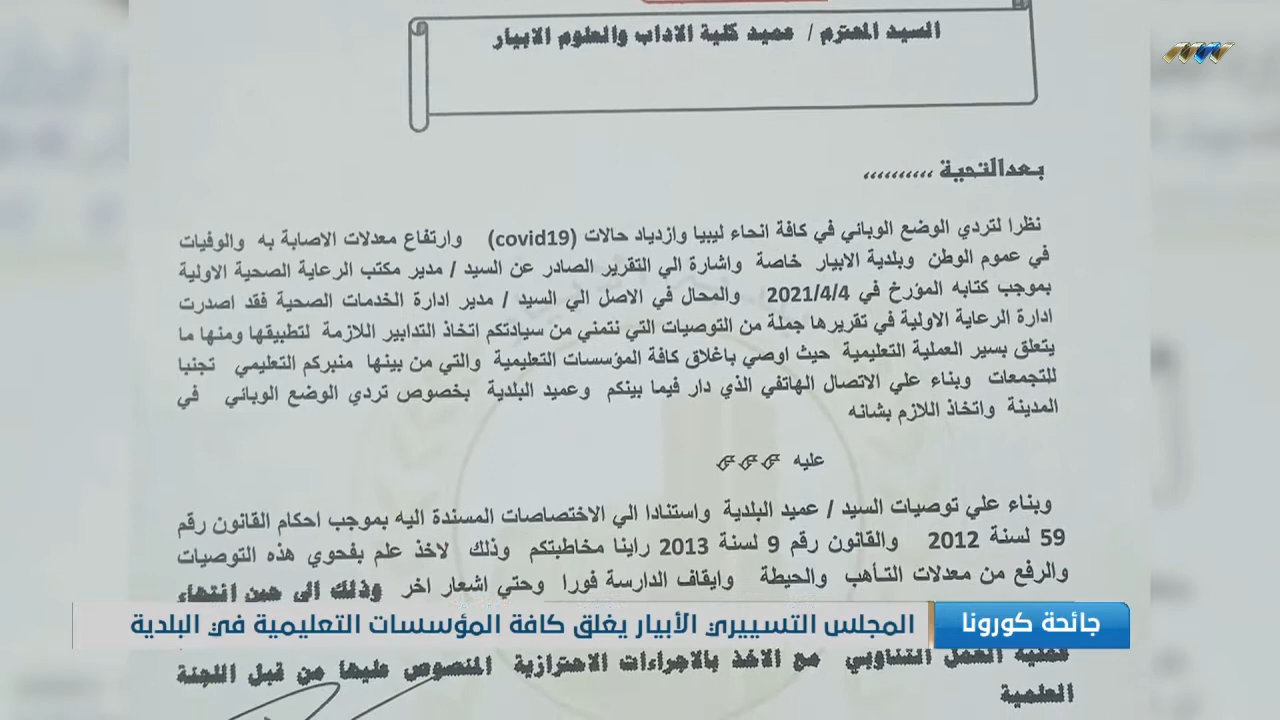 السيد المحترم / عميد كلية الاداب والعلوم الابيار
بعدالتحية ,,,,,,,,,,
نظرا لتردي الوضع الوبائي في كافة انحاء ليبيا وازدياد حالات (covid19) وارتفاع معدلات الاصابة به والوفيات
في عموم الوطن وبلدية الابيار خاصة واشارة الي التقرير الصادر عن السيد / مدير مكتب الرعاية الصحية الاولية
بموجب كتابه المؤرخ في 2021/4/4 والمحال في الاصل الي السيد / مدير ادارة الخدمات الصحية فقد اصدرت
ادارة الرعاية الاولية في تقريرها جملة من التوصيات التي نتمني من سيادتكم اتخاذ التدابير اللازمة لتطبيقها ومنها ما
يتعلق بسير العملية التعليمية حيث اوصي باغلاق كافة المؤسسات التعليمية والتي من بينها منبركم التعليمي تجنبا
للتجمعات وبناء علي الاتصال الهاتفي الذي دار فيما بينكم وعميد البلدية بخصوص تردي الوضع الوبائي في
المدينة واتخاذ اللازم بشانه
عليه
وبناء علي توصيات السيد / عميد البلدية واستنادا الي الاختصاصات المسندة اليه بموجب احكام القانون رقم
59 لسنة 2012 والقانون رقم 9 لسنة 2013 راينا مخاطبتكم وذلك لاخذ علم بفحوي هذه التوصيات
والرفع من معدلات التأهب والحيطة وايقاف الدارسة فورا وحتي اشعار اخر وذلك الى حين انتهاء
جائحة كورونا
المجلس التسييري الأبيار يغلق كافة المؤسسات التعليمية في البلدية
العمل التناوبي مع الاخذ بالاجراءات الاحترازية المنصوص عليها من قبل اللجنة
العلمية